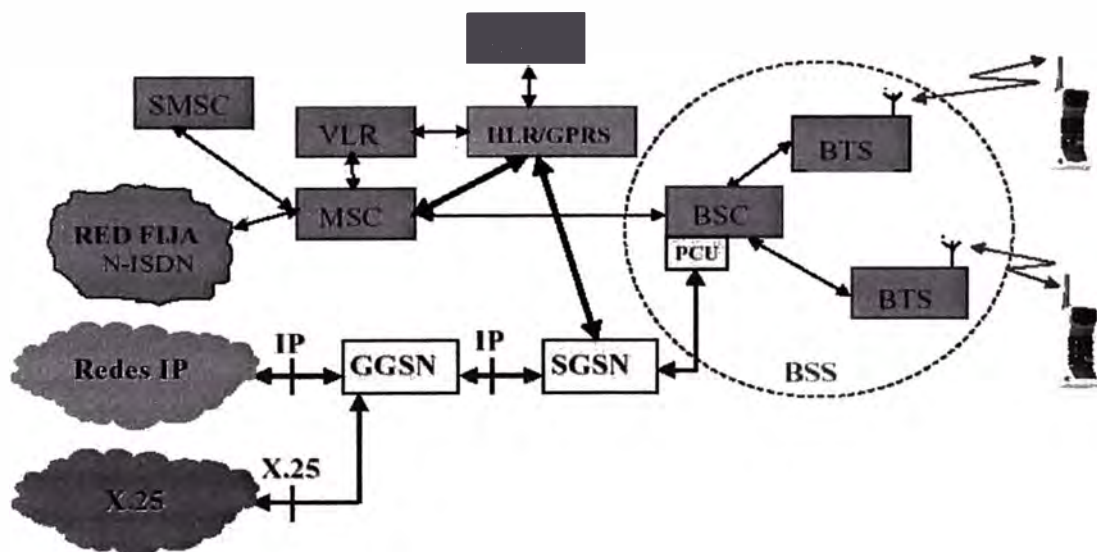 SMSC
VLR
HLR/GPRS
BTS
MSC
BSC
PCU
RED FIJA
N-ISDN
BTS
IP
IP
Redes IP
GGSN
SGSN
BSS
X.25
X.25